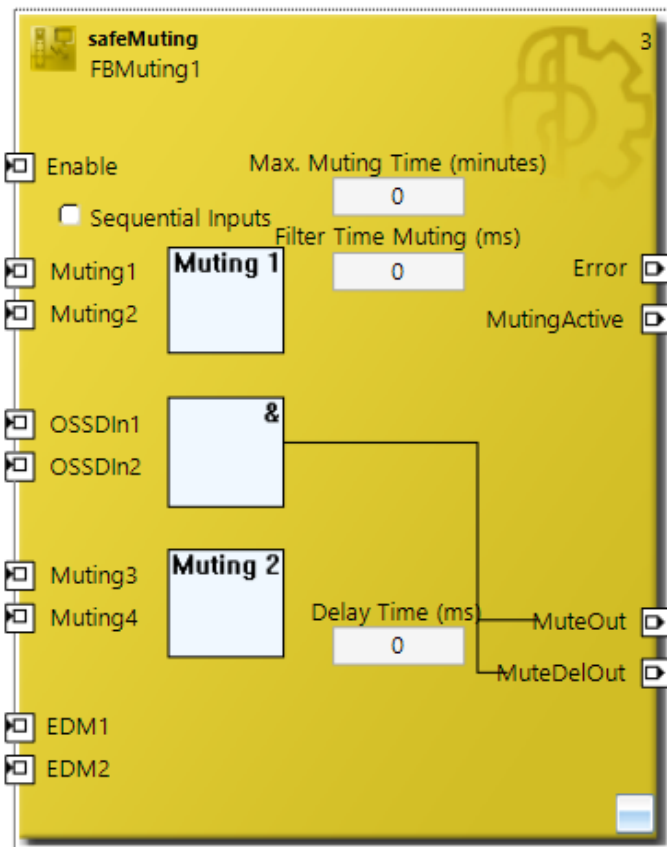 safeMuting
3
FBMuting1
Enable
Max. Muting Time (minutes)
0
Sequential Inputs
Filter Time Muting (ms)
Muting1
Muting 1
0
Error
Muting2
MutingActive
OSSDIn1
&
OSSDIn2
Muting3
Muting 2
Muting4
Delay Time (ms)
MuteOut
0
MuteDelOut
EDM1
EDM2